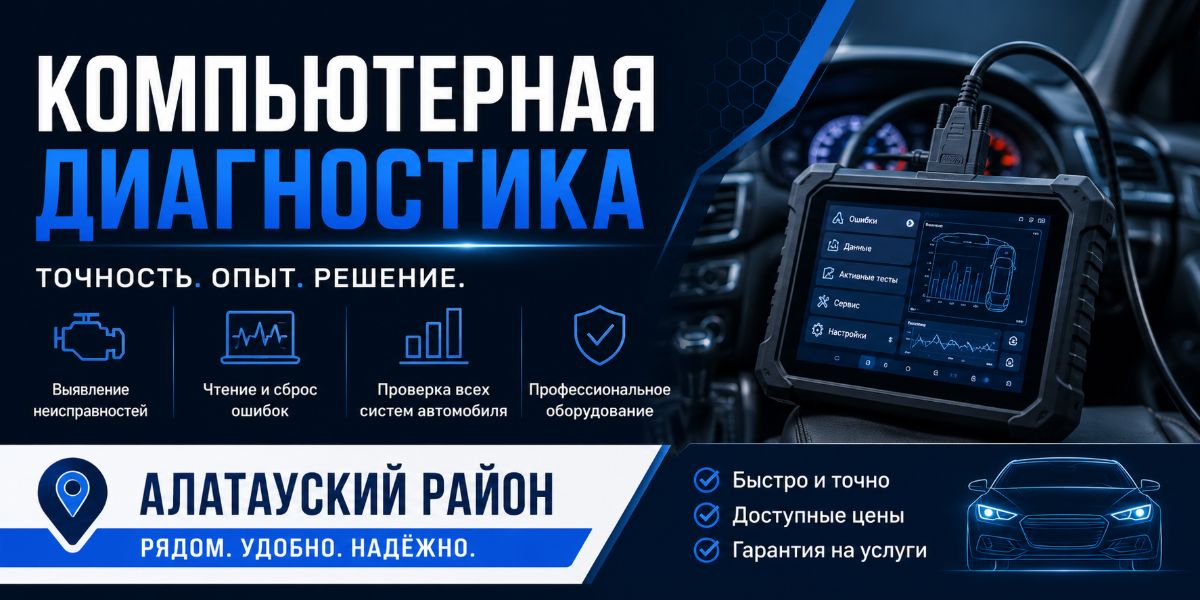 КОМПЬЮТЕРНАЯ
ДИАГНОСТИКА
ТОЧНОСТЬ. ОПЫТ. РЕШЕНИЕ.
Выявление
неисправностей
Чтение и сброс
ошибок
Проверка всех
систем автомобиля
Профессиональное
оборудование
Ошибки
Данные
Активные тесты
Сервис
Настройки
АЛАТАУСКИЙ РАЙОН
РЯДОМ. УДОБНО. НАДЁЖНО.
Быстро и точно
Доступные цены
Гарантия на услуги